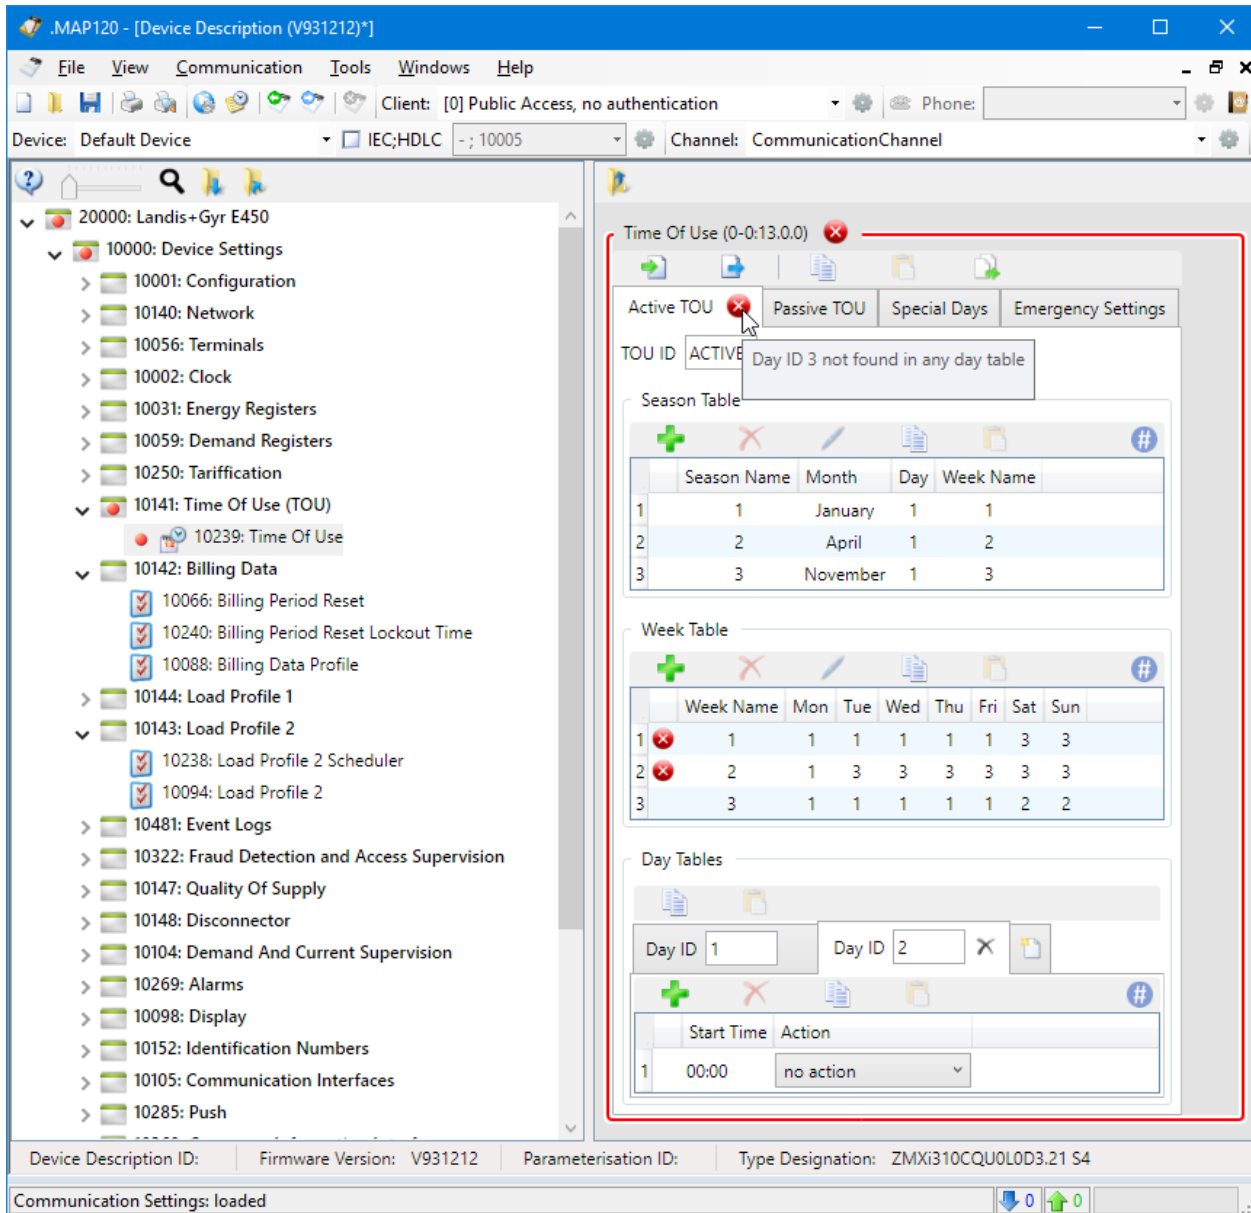 .MAP120 - [Device Description (V931212)*]
File View Communication Tools Windows Help
Client: [0] Public Access, no authentication Phone:
Device: Default Device IEC;HDLC - ; 10005 Channel: CommunicationChannel
20000: Landis+Gyr E450
10000: Device Settings
10001: Configuration
10140: Network
10056: Terminals
10002: Clock
10031: Energy Registers
10059: Demand Registers
10250: Tariffication
10141: Time Of Use (TOU)
10239: Time Of Use
10142: Billing Data
10066: Billing Period Reset
10240: Billing Period Reset Lockout Time
10088: Billing Data Profile
10144: Load Profile 1
10143: Load Profile 2
10238: Load Profile 2 Scheduler
10094: Load Profile 2
10481: Event Logs
10322: Fraud Detection and Access Supervision
10147: Quality Of Supply
10148: Disconnector
10104: Demand And Current Supervision
10269: Alarms
10098: Display
10152: Identification Numbers
10105: Communication Interfaces
10285: Push
Time Of Use (0-0:13.0.0)
Active TOU Passive TOU Special Days Emergency Settings
TOU ID ACTIVE
Day ID 3 not found in any day table
Season Table
#
Season Name Month Day Week Name
1 1 January 1 1
2 2 April 1 2
3 3 November 1 3
Week Table
#
Week Name Mon Tue Wed Thu Fri Sat Sun
1 1 1 1 1 1 1 3 3
2 2 1 3 3 3 3 3 3
3 3 1 1 1 1 1 2 2
Day Tables
Day ID 1 Day ID 2
#
Start Time Action
1 00:00 no action
Device Description ID: Firmware Version: V931212 Parameterisation ID: Type Designation: ZMXi310CQU0L0D3.21 S4
Communication Settings: loaded 0 0